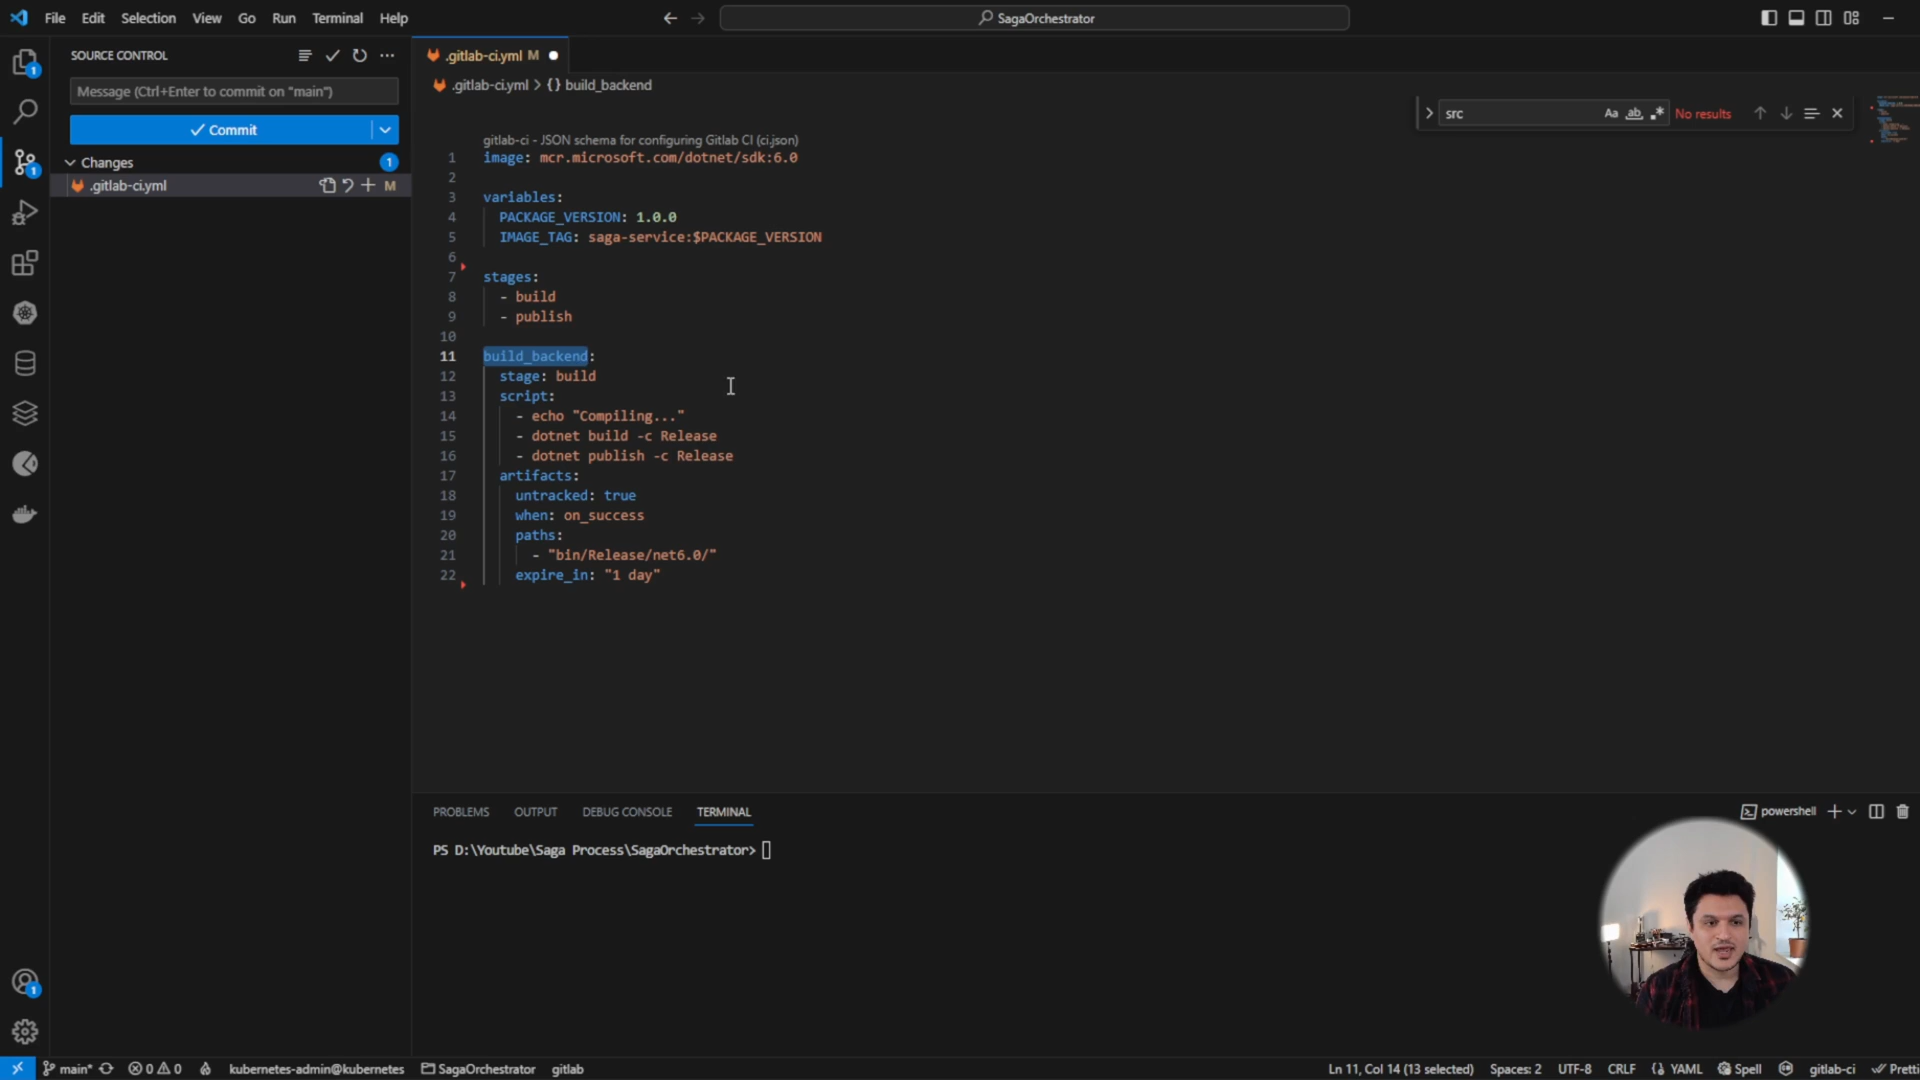 File Edit Selection View Go Run Terminal Help
SagaOrchestrator
SOURCE CONTROL
Message (Ctrl+Enter to commit on "main")
Commit
Changes
1
.gitlab-ci.yml
M
.gitlab-ci.yml M
.gitlab-ci.yml > {} build_backend
src
Aa ab No results
gitlab-ci - JSON schema for configuring Gitlab CI (ci.json)
1 image: mcr.microsoft.com/dotnet/sdk:6.0
2
3 variables:
4 PACKAGE_VERSION: 1.0.0
5 IMAGE_TAG: saga-service:$PACKAGE_VERSION
6
7 stages:
8 - build
9 - publish
10
11 build_backend:
12 stage: build
13 script:
14 - echo "Compiling..."
15 - dotnet build -c Release
16 - dotnet publish -c Release
17 artifacts:
18 untracked: true
19 when: on_success
20 paths:
21 - "bin/Release/net6.0/"
22 expire_in: "1 day"
PROBLEMS OUTPUT DEBUG CONSOLE TERMINAL
powershell
PS D:\Youtube\Saga Process\SagaOrchestrator>
1
1
1
main* 0 0 kubernetes-admin@kubernetes SagaOrchestrator gitlab
Ln 11, Col 14 (13 selected) Spaces: 2 UTF-8 CRLF {} YAML Spell gitlab-ci Pretti